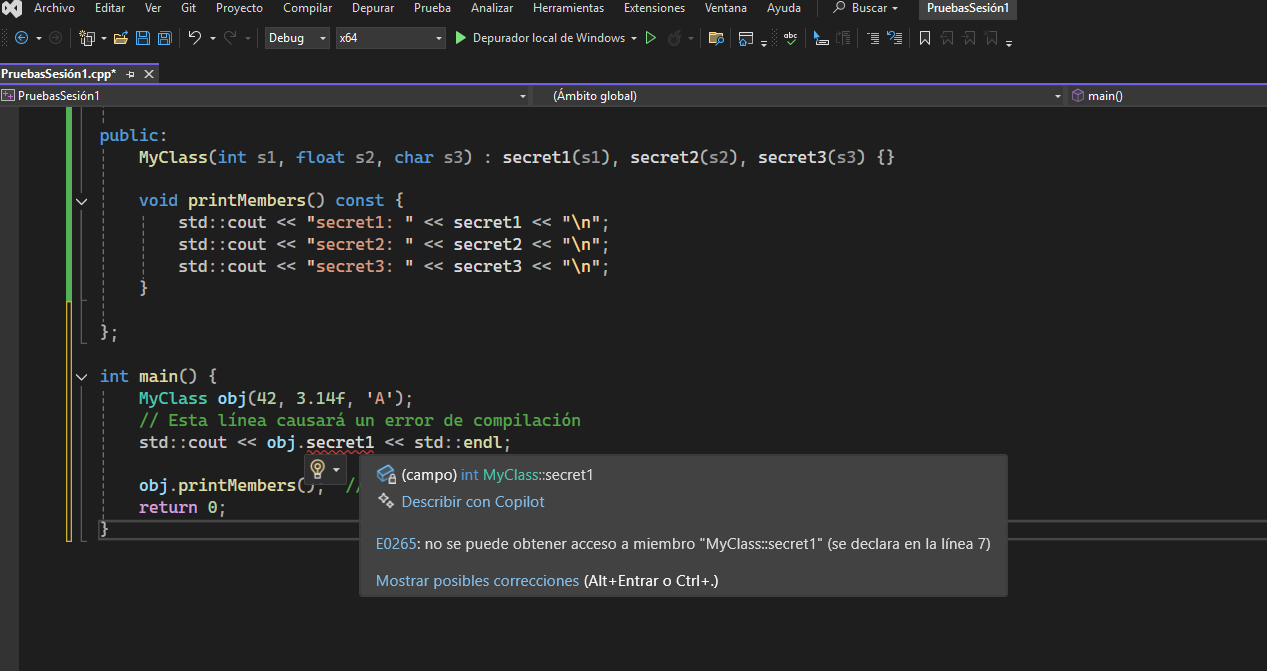 Archivo Editar Ver Git Proyecto Compilar Depurar Prueba Analizar Herramientas Extensiones Ventana Ayuda Buscar PruebasSesión1
Debug x64 Depurador local de Windows abc
PruebasSesión1.cpp*
PruebasSesión1 (Ámbito global) main()
public:
MyClass(int s1, float s2, char s3) : secret1(s1), secret2(s2), secret3(s3) {}
void printMembers() const {
std::cout << "secret1: " << secret1 << "\n";
std::cout << "secret2: " << secret2 << "\n";
std::cout << "secret3: " << secret3 << "\n";
}
};
int main() {
MyClass obj(42, 3.14f, 'A');
// Esta línea causará un error de compilación
std::cout << obj.secret1 << std::endl;
obj.printMembers(); //
return 0;
}
(campo) int MyClass::secret1
Describir con Copilot
E0265: no se puede obtener acceso a miembro "MyClass::secret1" (se declara en la línea 7)
Mostrar posibles correcciones (Alt+Entrar o Ctrl+.)